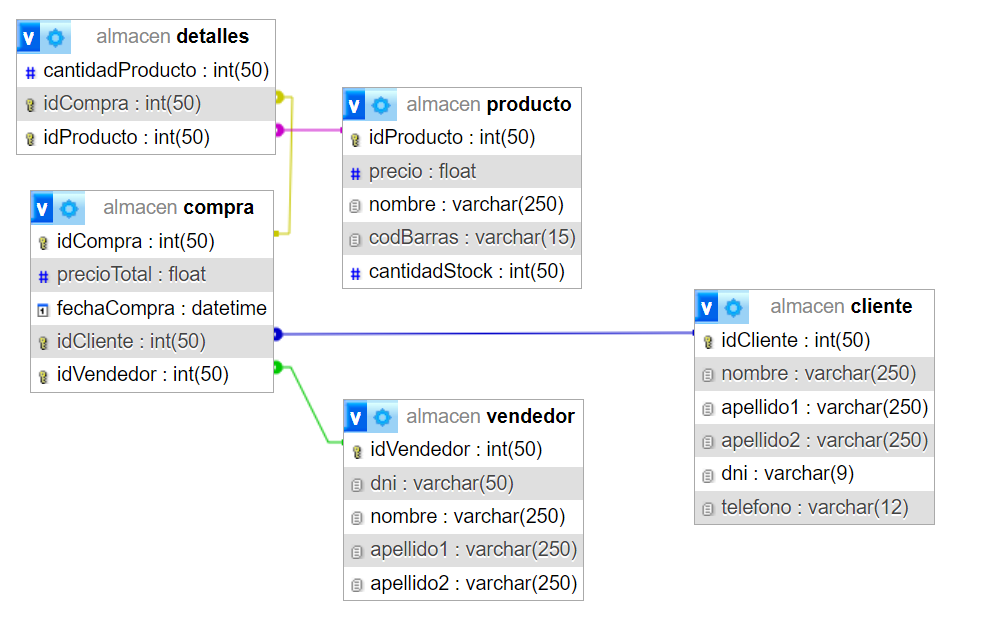 almacen detalles
cantidadProducto : int(50)
idCompra : int(50)
idProducto : int(50)
almacen producto
idProducto : int(50)
precio : float
nombre : varchar(250)
codBarras : varchar(15)
cantidadStock : int(50)
almacen compra
idCompra : int(50)
precioTotal : float
fechaCompra : datetime
idCliente : int(50)
idVendedor : int(50)
almacen cliente
idCliente : int(50)
nombre : varchar(250)
apellido1 : varchar(250)
apellido2 : varchar(250)
dni : varchar(9)
telefono : varchar(12)
almacen vendedor
idVendedor : int(50)
dni : varchar(50)
nombre : varchar(250)
apellido1 : varchar(250)
apellido2 : varchar(250)